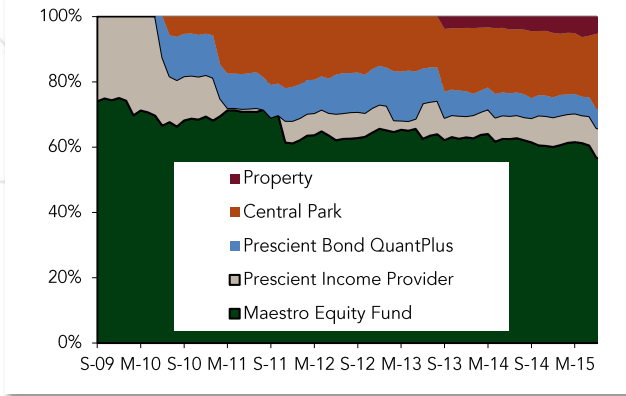 100%
80%
60%
40%
20%
0%
Property
Central Park
Prescient Bond QuantPlus
Prescient Income Provider
Maestro Equity Fund
S-09 M-10 S-10 M-11 S-11 M-12 S-12 M-13 S-13 M-14 S-14 M-15